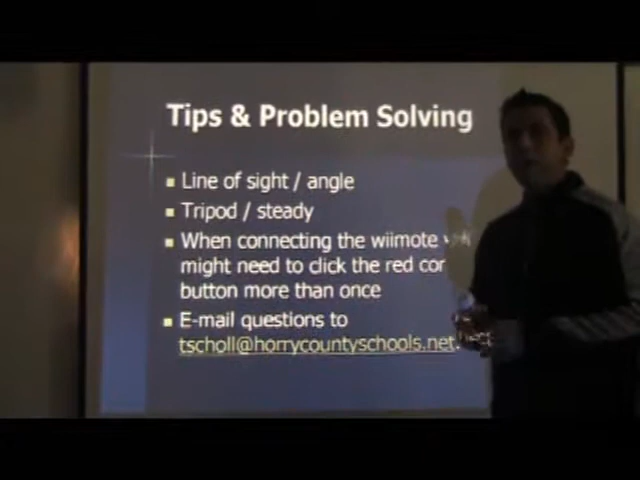 Tips & Problem Solving
Line of sight / angle
Tripod / steady
When connecting the wiimote
might need to click the red
button more than once
E-mail questions to
tscholl@horrycountyschools.net.